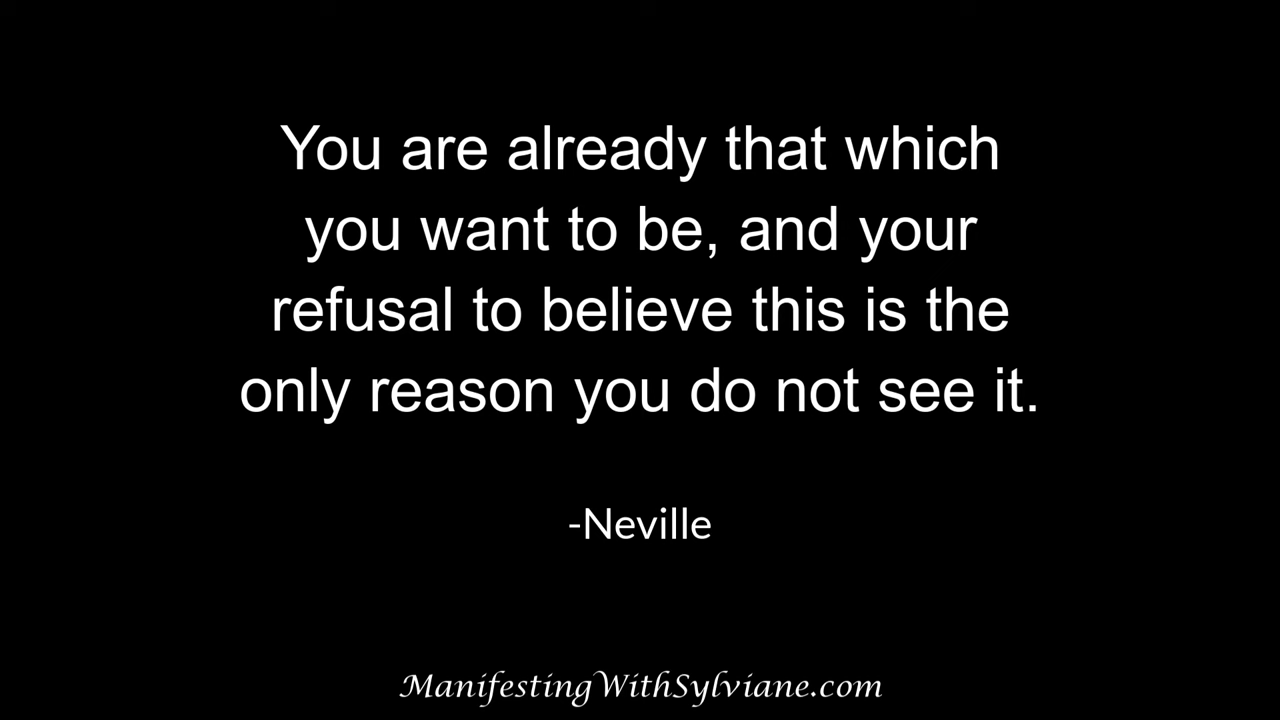 You are already that which
you want to be, and your
refusal to believe this is the
only reason you do not see it.
-Neville
ManifestingWithSylviane.com